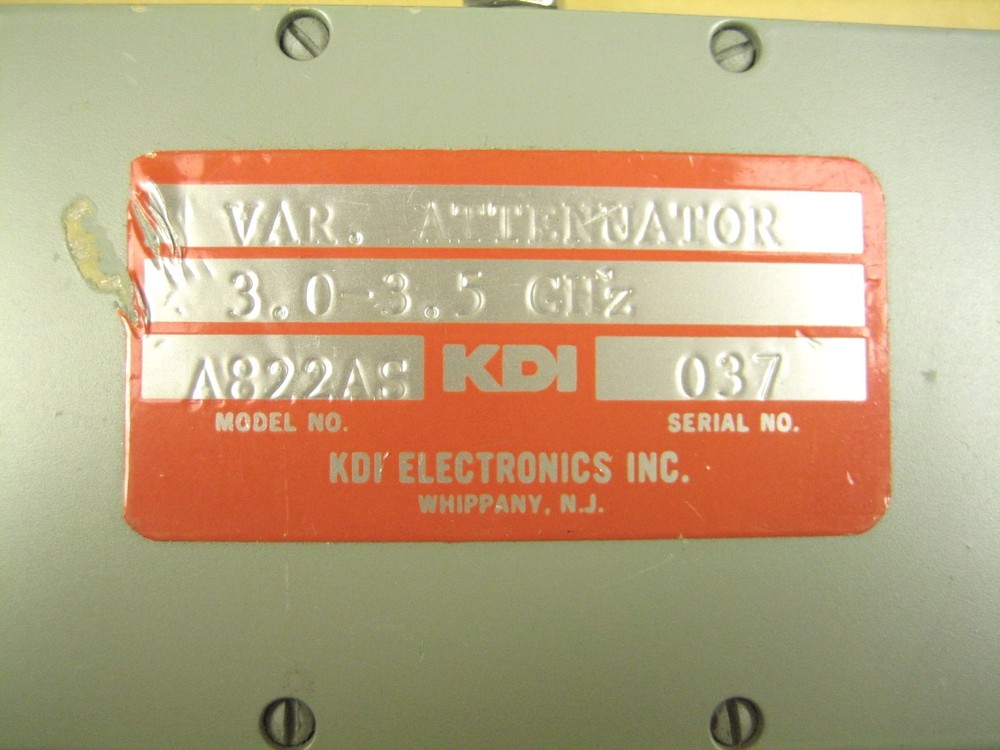 VAR. ATTENUATOR
3.0-3.5 GHz
A822AS KDI 037
MODEL NO. SERIAL NO.
KDI ELECTRONICS INC.
WHIPPANY, N.J.